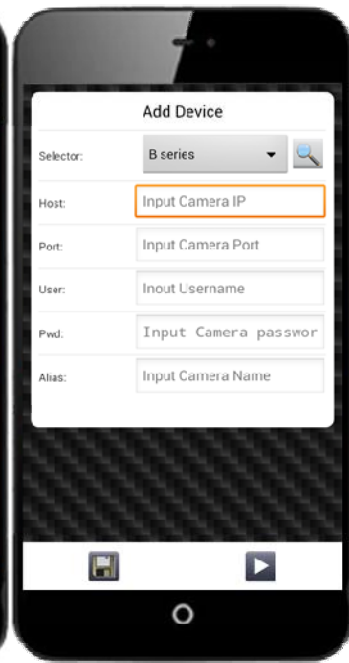 Add Device
Selector: B series
Host: Input Camera IP
Port: Input Camera Port
User: Inout Username
Pwd: Input Camera passwor
Alias: Input Camera Name